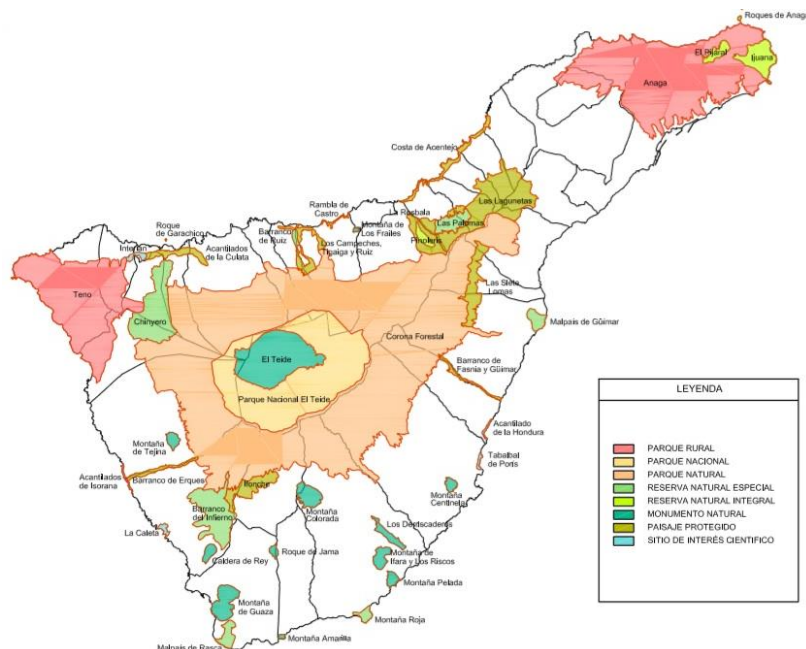 Roques de Anaga
El Pijaral
Ijuana
Anaga
Costa de Acentejo
Las Lagunetas
Rambla de
Castro
La Resbala
Las Palomas
Montaña de
Los Frailes
Roque
de Garachico
Barranco
de Ruiz
Interián
Acantilados
de la Culata
Los Campeches,
Tigaiga y Ruiz
Pinoleris
Teno
Chinyero
Las Siete
Lomas
Malpaís de Güímar
Corona Forestal
El Teide
Barranco de
Fasnia y Güímar
Parque Nacional El Teide
LEYENDA
Acantilado
de la Hondura
Montaña
de Tejina
Tabaibal
de Porís
PARQUE RURAL
PARQUE NACIONAL
PARQUE NATURAL
RESERVA NATURAL ESPECIAL
RESERVA NATURAL INTEGRAL
MONUMENTO NATURAL
PAISAJE PROTEGIDO
SITIO DE INTERÉS CIENTIFICO
Acantilados
de Isorana
Barranco de Erques
Ifonche
Montaña
Centinela
Barranco
del Infierno
Montaña
Colorada
La Caleta
Los Derriscaderos
Caldera de Rey
Roque de Jama
Montaña de
Ifara y Los Riscos
Montaña Pelada
Montaña
de Guaza
Montaña Roja
Montaña Amarilla
Malpaís de Rasca